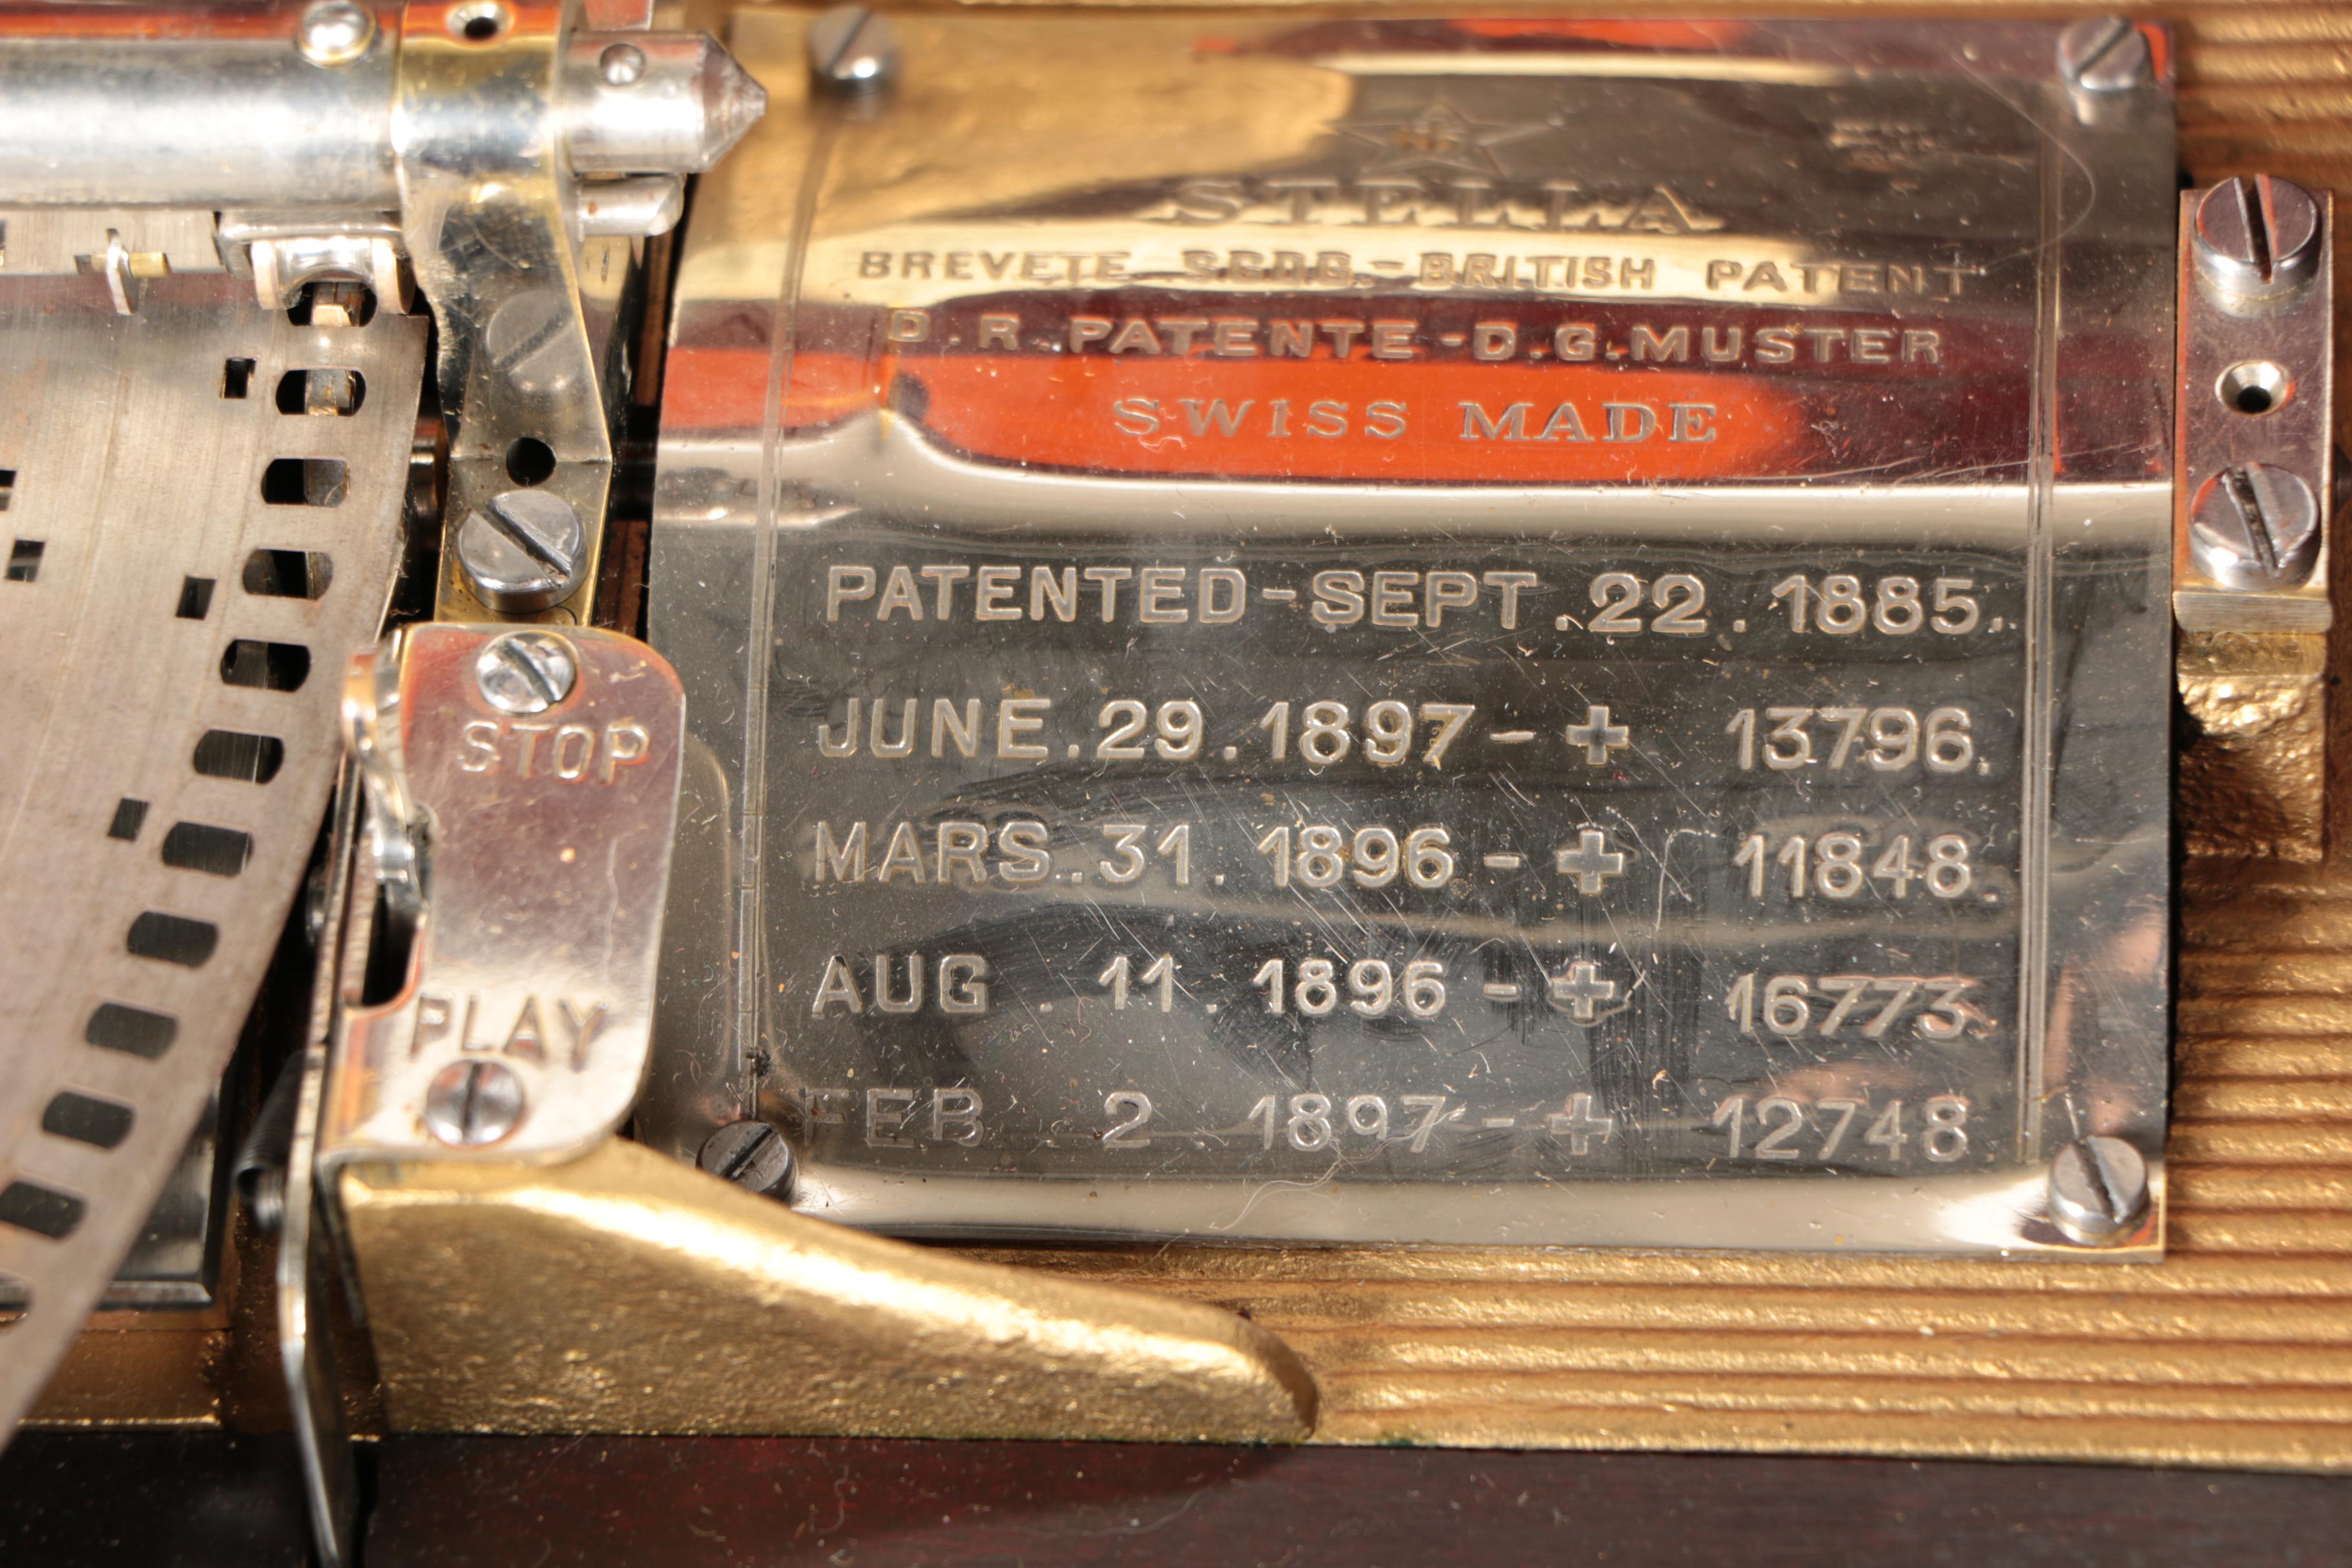 STELLA
BREVETE SGDG - BRITISH PATENT
D.R.PATENTE - D.G.MUSTER
SWISS MADE
PATENTED - SEPT.22.1885.
JUNE.29.1897 - + 13796.
MARS.31.1896 - + 11848.
AUG.11.1896 - + 16773.
FEB 2.1897 - + 12748.
STOP
PLAY